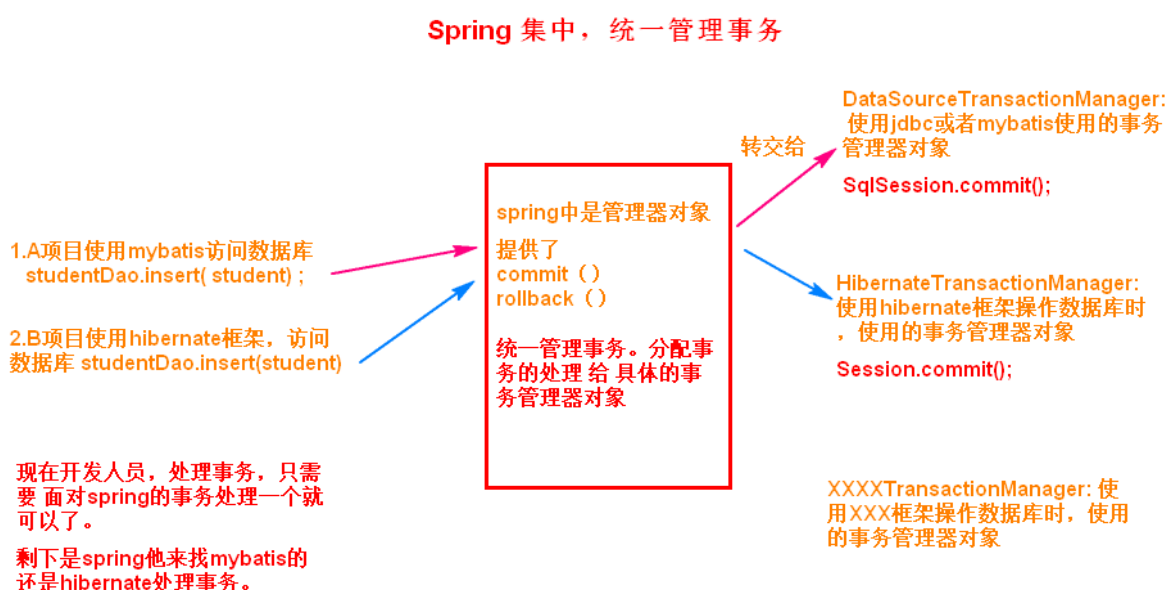 Spring 集中，统一管理事务
1.A项目使用mybatis访问数据库
studentDao.insert( student) ;
2.B项目使用hibernate框架，访问
数据库 studentDao.insert(student)
现在开发人员，处理事务，只需
要 面对spring的事务处理一个就
可以了。
剩下是spring他来找mybatis的
还是hibernate处理事务。
spring中是管理器对象
提供了
commit（）
rollback（）
统一管理事务。分配事
务的处理 给 具体的事
务管理器对象
转交给
DataSourceTransactionManager:
使用jdbc或者mybatis使用的事务
管理器对象
SqlSession.commit();
HibernateTransactionManager:
使用hibernate框架操作数据库时
，使用的事务管理器对象
Session.commit();
XXXXTransactionManager: 使
用XXX框架操作数据库时，使用
的事务管理器对象